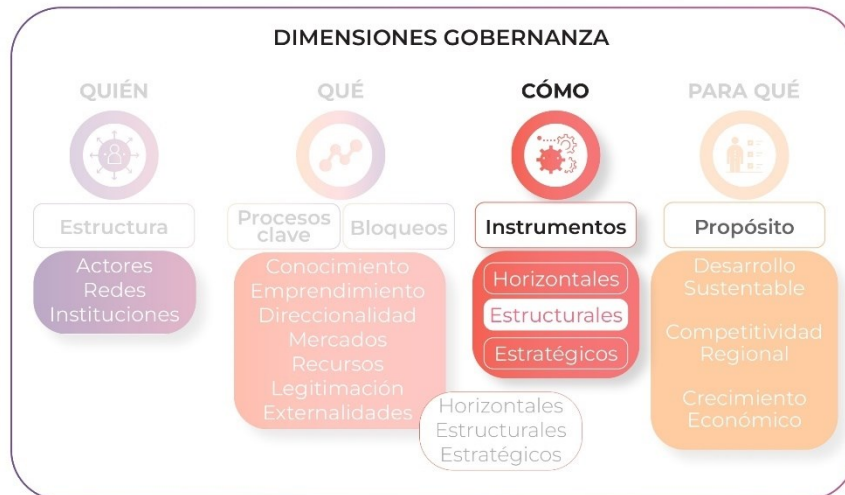 DIMENSIONES GOBERNANZA
QUIÉN
QUÉ
CÓMO
PARA QUÉ
Estructura
Procesos
clave
Bloqueos
Instrumentos
Propósito
Actores
Redes
Instituciones
Conocimiento
Emprendimiento
Direccionalidad
Mercados
Recursos
Legitimación
Externalidades
Horizontales
Estructurales
Estratégicos
Horizontales
Estructurales
Estratégicos
Desarrollo
Sustentable
Competitividad
Regional
Crecimiento
Económico